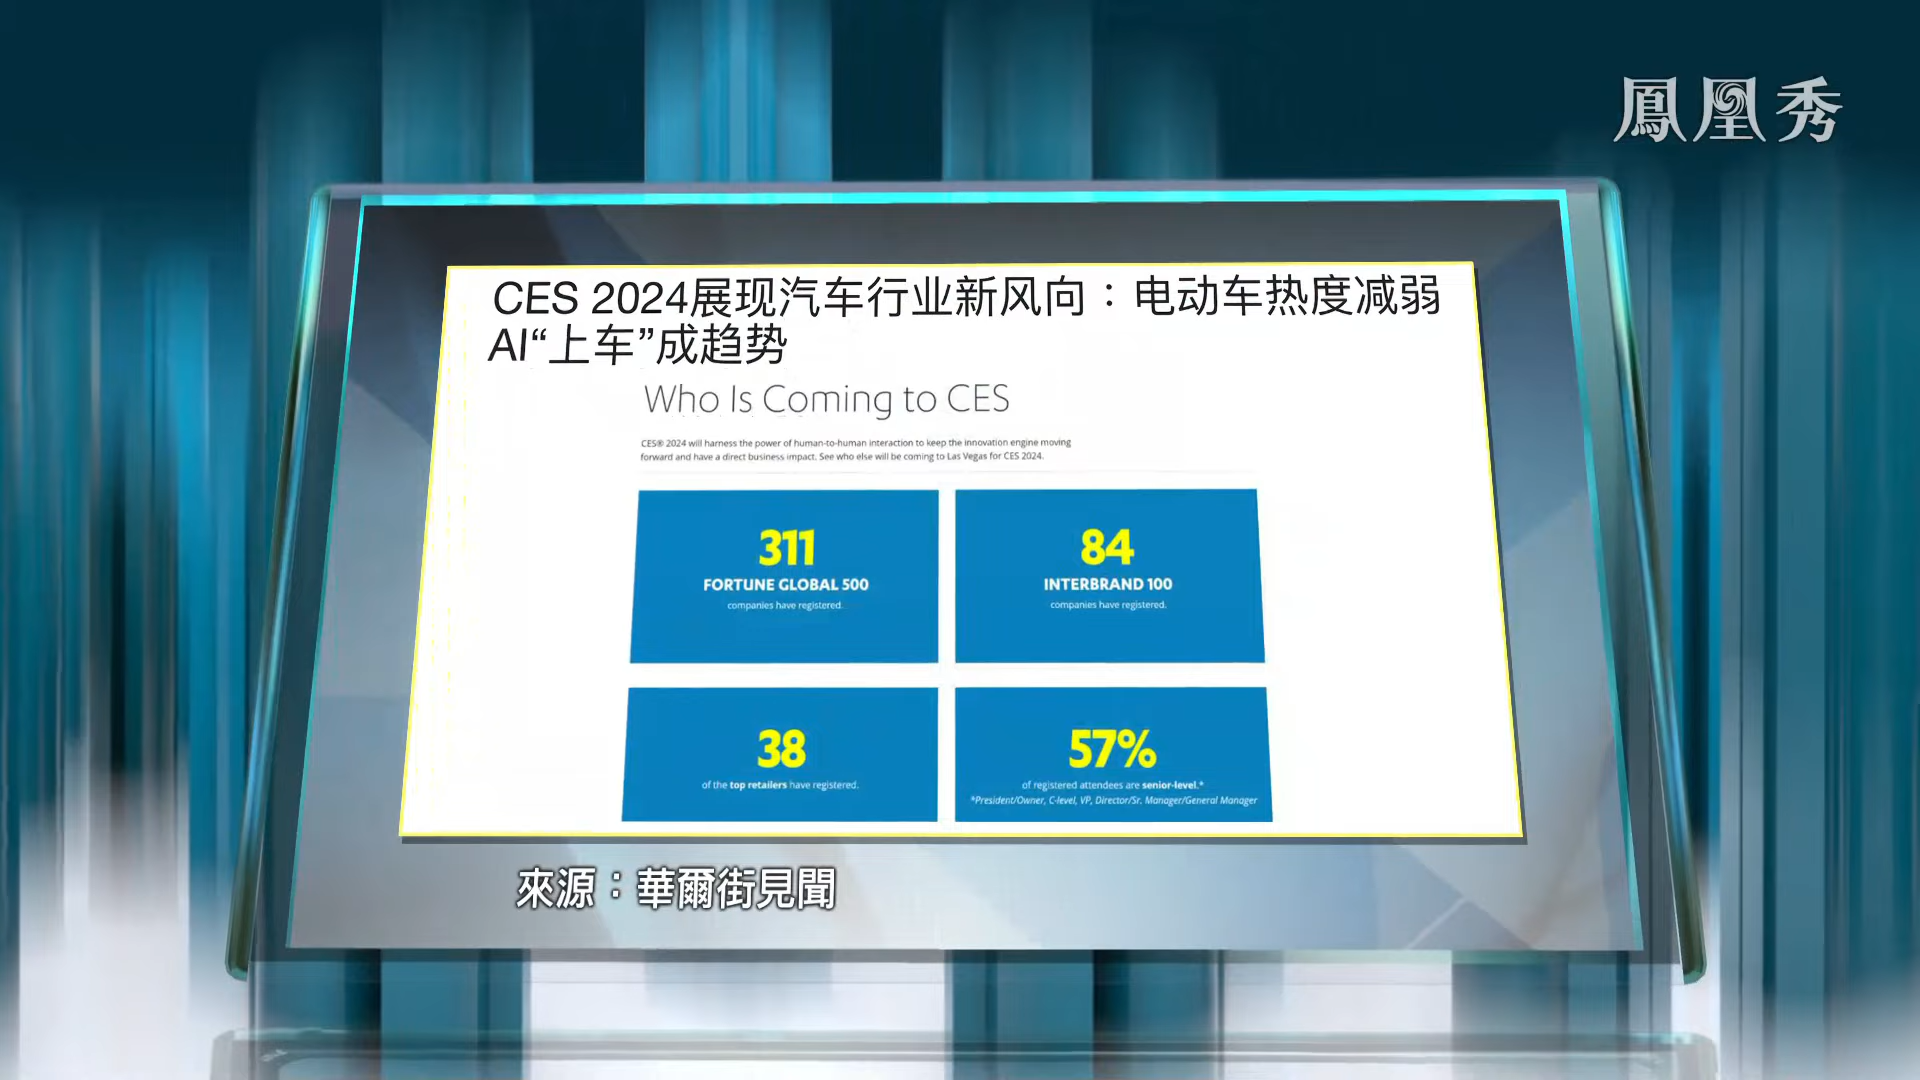 鳳凰秀
CES 2024展现汽车行业新风向：电动车热度减弱
AI“上车”成趋势
Who Is Coming to CES
CES® 2024 will harness the power of human-to-human interaction to keep the innovation engine moving
forward and have a direct business impact. See who else will be coming to Las Vegas for CES 2024.
311
FORTUNE GLOBAL 500
companies have registered.
84
INTERBRAND 100
companies have registered.
38
of the top retailers have registered.
57%
of registered attendees are senior-level.*
*President/Owner, C-level, VP, Director/Sr. Manager/General Manager
來源：華爾街見聞